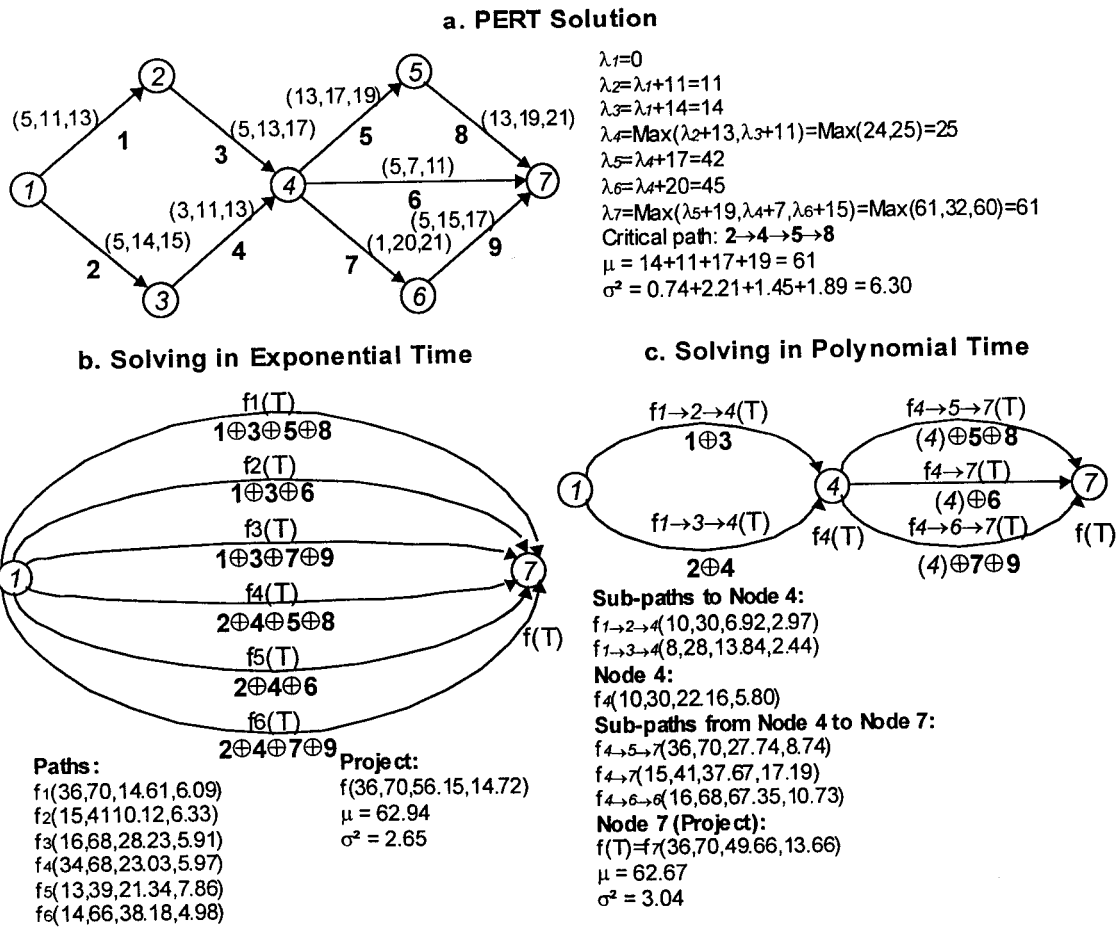 a. PERT Solution
2
5
(5,11,13)
(13,17,19)
(5,13,17)
(13,19,21)
1
3
5
8
1
(5,7,11)
4
7
6
(3,11,13)
(5,15,17)
(5,14,15)
(1,20,21)
2
4
7
9
3
6
λ1=0
λ2=λ1+11=11
λ3=λ1+14=14
λ4=Max(λ2+13,λ3+11)=Max(24,25)=25
λ5=λ4+17=42
λ6=λ4+20=45
λ7=Max(λ5+19,λ4+7,λ6+15)=Max(61,32,60)=61
Critical path: 2→4→5→8
μ = 14+11+17+19 = 61
σ² = 0.74+2.21+1.45+1.89 = 6.30
b. Solving in Exponential Time
f1(T)
1⊕3⊕5⊕8
f2(T)
1⊕3⊕6
f3(T)
1⊕3⊕7⊕9
1
7
f4(T)
2⊕4⊕5⊕8
f(T)
f5(T)
2⊕4⊕6
f6(T)
2⊕4⊕7⊕9
Paths:
f1(36,70,14.61,6.09)
f2(15,4110.12,6.33)
f3(16,68,28.23,5.91)
f4(34,68,23.03,5.97)
f5(13,39,21.34,7.86)
f6(14,66,38.18,4.98)
Project:
f(36,70,56.15,14.72)
μ = 62.94
σ² = 2.65
c. Solving in Polynomial Time
f1→2→4(T)
1⊕3
f4→5→7(T)
(4)⊕5⊕8
1
4
7
f4→7(T)
(4)⊕6
f1→3→4(T)
2⊕4
f4(T)
f4→6→7(T)
(4)⊕7⊕9
f(T)
Sub-paths to Node 4:
f1→2→4(10,30,6.92,2.97)
f1→3→4(8,28,13.84,2.44)
Node 4:
f4(10,30,22.16,5.80)
Sub-paths from Node 4 to Node 7:
f4→5→7(36,70,27.74,8.74)
f4→7(15,41,37.67,17.19)
f4→6→6(16,68,67.35,10.73)
Node 7 (Project):
f(T)=f7(36,70,49.66,13.66)
μ = 62.67
σ² = 3.04